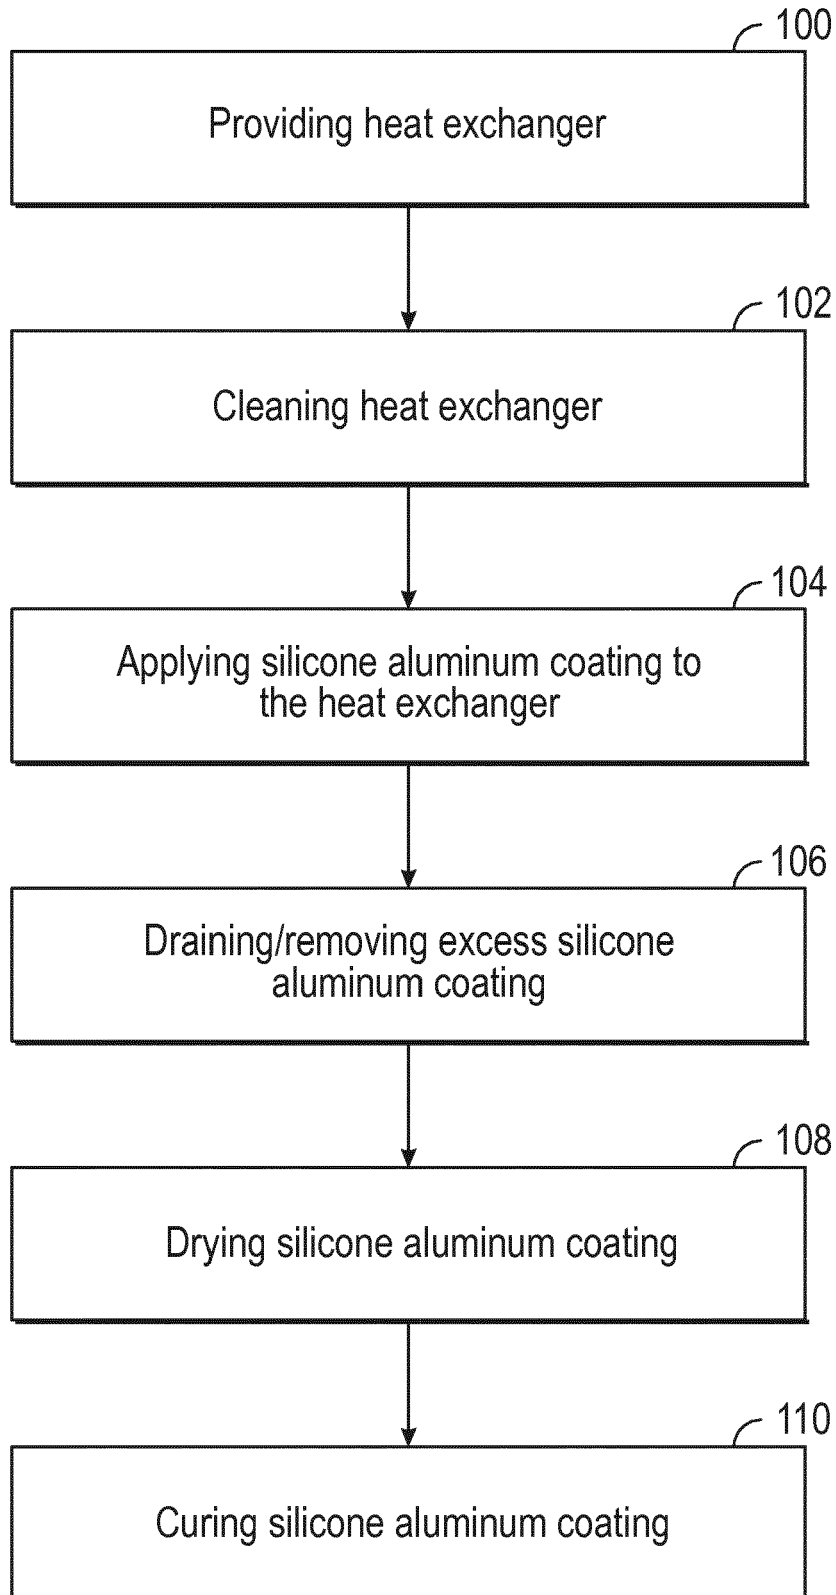 100
Providing heat exchanger
102
Cleaning heat exchanger
104
Applying silicone aluminum coating to
the heat exchanger
106
Draining/removing excess silicone
aluminum coating
108
Drying silicone aluminum coating
110
Curing silicone aluminum coating